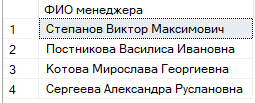 ФИО менеджера
1 Степанов Виктор Максимович
2 Постникова Василиса Ивановна
3 Котова Мирослава Георгиевна
4 Сергеева Александра Руслановна